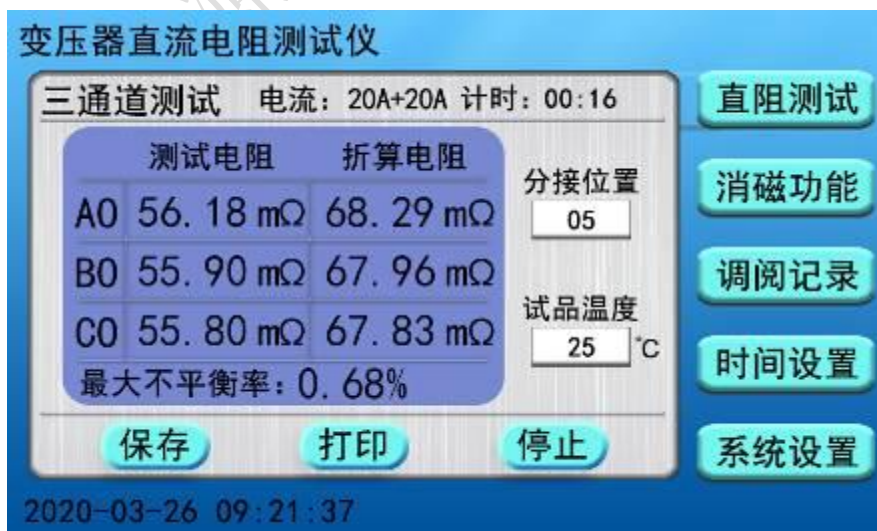 变压器直流电阻测试仪
三通道测试 电流：20A+20A 计时：00:16
测试电阻 折算电阻
A0 56.18 mΩ 68.29 mΩ
B0 55.90 mΩ 67.96 mΩ
C0 55.80 mΩ 67.83 mΩ
最大不平衡率：0.68%
分接位置
05
试品温度
25 ℃
保存 打印 停止
直阻测试
消磁功能
调阅记录
时间设置
系统设置
2020-03-26 09:21:37